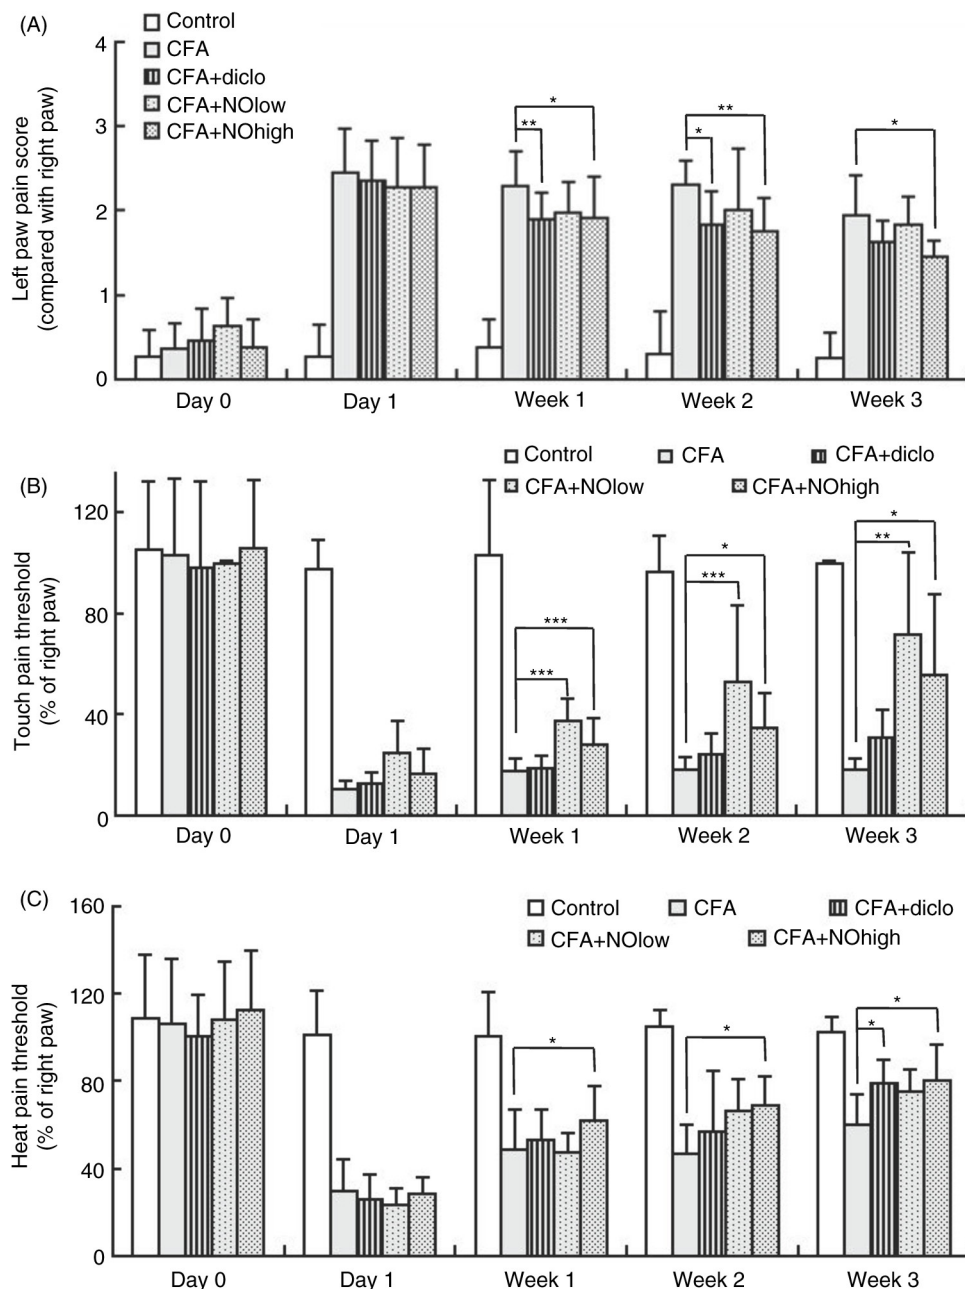 (A)
Control
CFA
CFA+diclo
CFA+NOlow
CFA+NOhigh
Left paw pain score
(compared with right paw)
4
3
2
1
0
* ** ** * *
Day 0 Day 1 Week 1 Week 2 Week 3
(B)
Control CFA CFA+diclo
CFA+NOlow CFA+NOhigh
Touch pain threshold
(% of right paw)
120
80
40
0
*** *** * *** * **
Day 0 Day 1 Week 1 Week 2 Week 3
(C)
Control CFA CFA+diclo
CFA+NOlow CFA+NOhigh
Heat pain threshold
(% of right paw)
160
120
80
40
0
* * * *
Day 0 Day 1 Week 1 Week 2 Week 3